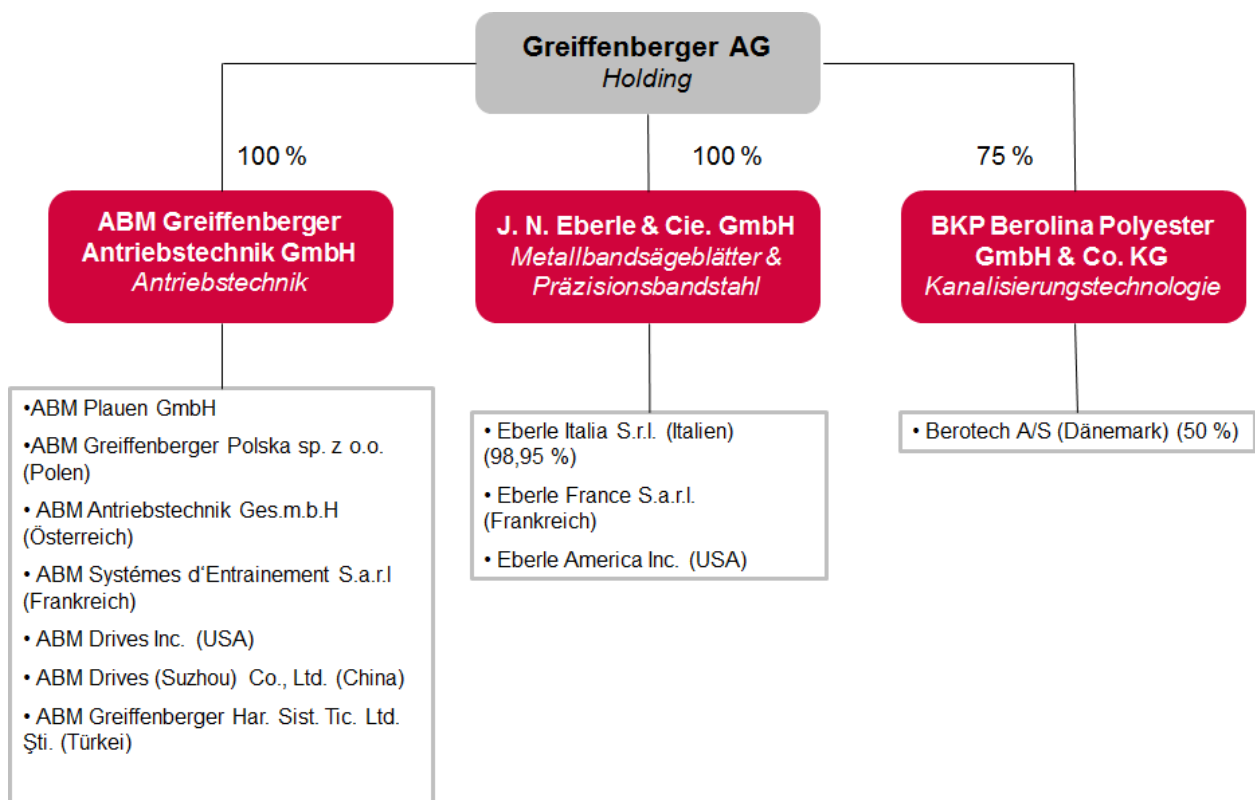 Greiffenberger AG
Holding
100 %
100 %
75 %
ABM Greiffenberger
Antriebstechnik GmbH
Antriebstechnik
J. N. Eberle & Cie. GmbH
Metallbandsägeblätter &
Präzisionsbandstahl
BKP Berolina Polyester
GmbH & Co. KG
Kanalisierungstechnologie
•ABM Plauen GmbH
•ABM Greiffenberger Polska sp. z o.o.
(Polen)
• ABM Antriebstechnik Ges.m.b.H
(Österreich)
• ABM Systémes d‘Entrainement S.a.r.l
(Frankreich)
• ABM Drives Inc. (USA)
• ABM Drives (Suzhou) Co., Ltd. (China)
• ABM Greiffenberger Har. Sist. Tic. Ltd.
Şti. (Türkei)
• Eberle Italia S.r.l. (Italien)
(98,95 %)
• Eberle France S.a.r.l.
(Frankreich)
• Eberle America Inc. (USA)
• Berotech A/S (Dänemark) (50 %)